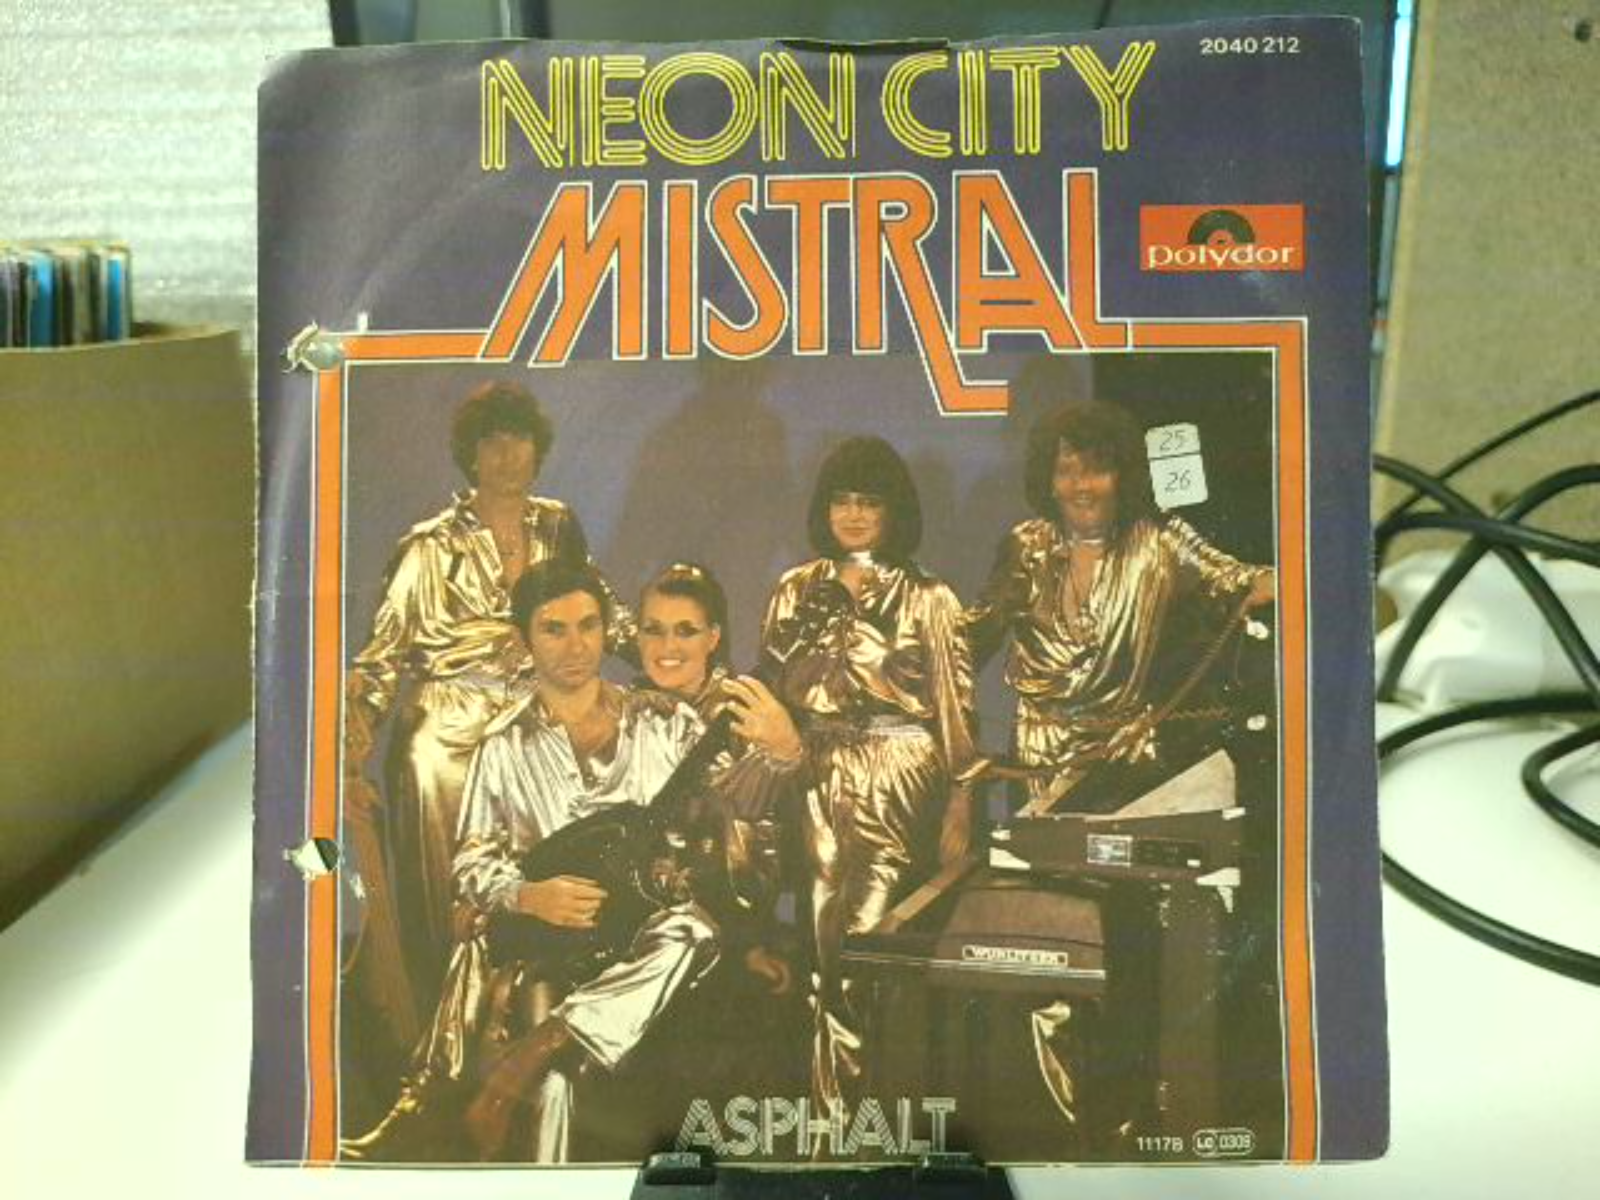 NEON CITY
2040 212
MISTRAL
polydor
25
26
WURLITZER
ASPHALT
1117B LC 0309